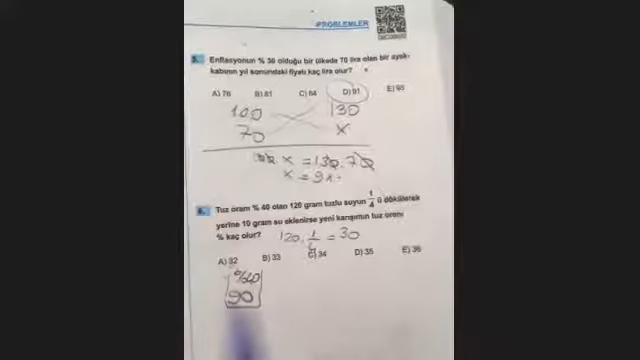 PROBLEMLER
5. Enflasyonun % 30 olduğu bir ülkede 70 lira olan bir ayak-
kabının yıl sonundaki fiyatı kaç lira olur?
A) 76 B) 81 C) 84 D) 91 E) 95
100 130
70 x
x = 130.70
x = 91
6. Tuz oranı % 40 olan 120 gram tuzlu suyun 1/4 ü dökülerek
yerine 10 gram su eklenirse yeni karışımın tuz oranı
% kaç olur?
120. 1/4 = 30
A) 32 B) 33 C) 34 D) 35 E) 36
%40
90